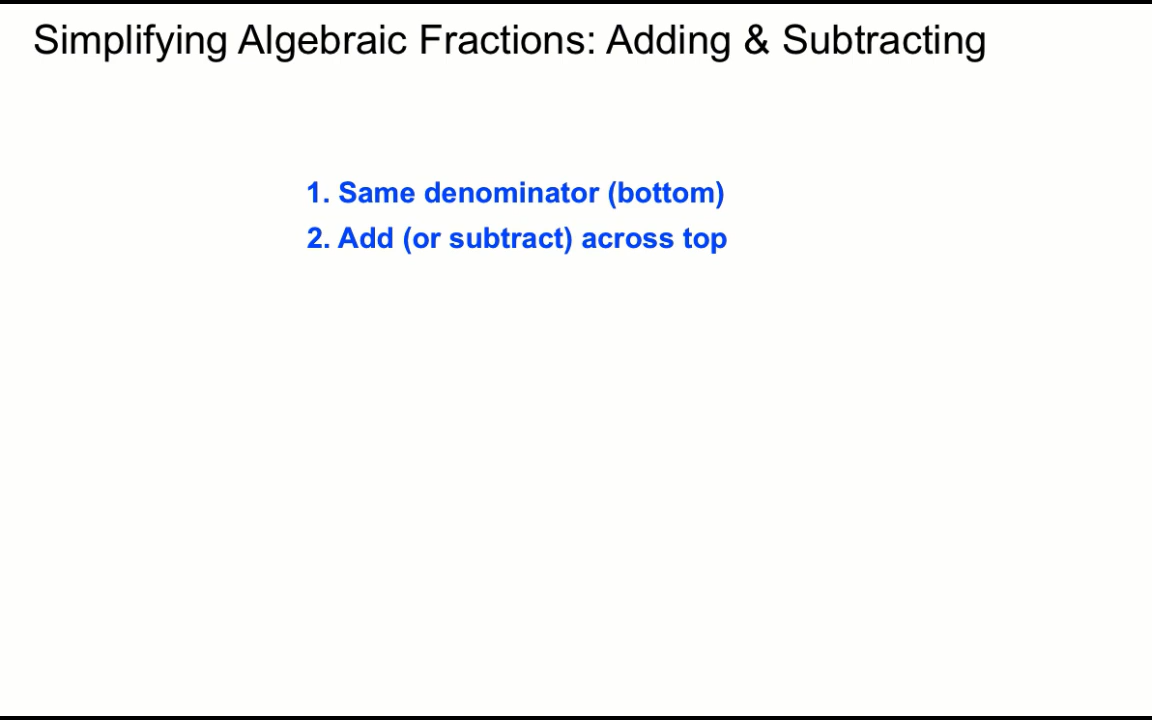 Simplifying Algebraic Fractions: Adding & Subtracting
1. Same denominator (bottom)
2. Add (or subtract) across top